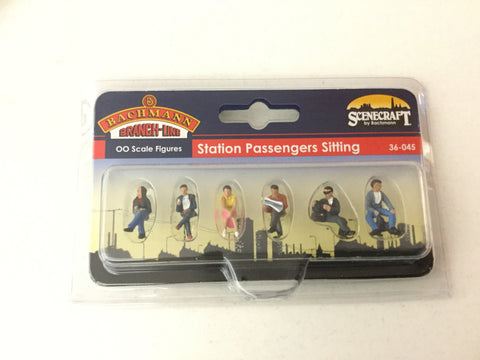 BACHMANN
BRANCH-LINE
OO Scale Figures
Station Passengers Sitting
SCENECRAFT
by Bachmann
36-045